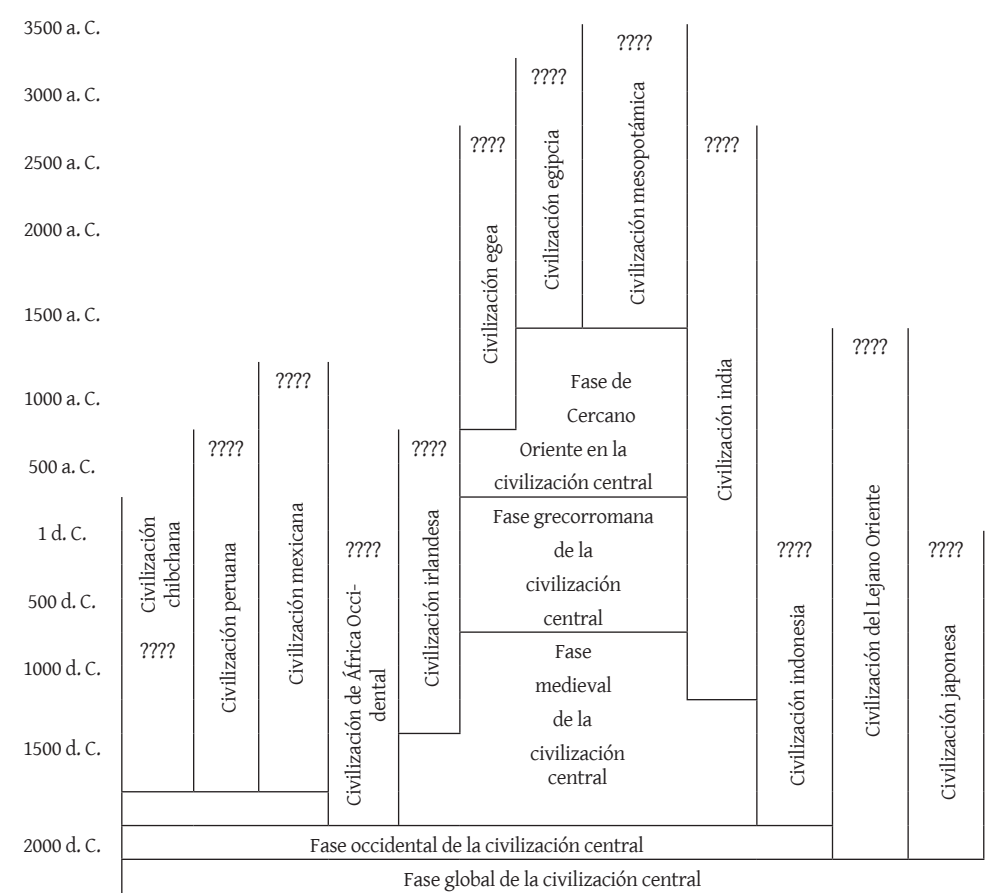 3500 a. C.
3000 a. C.
2500 a. C.
2000 a. C.
1500 a. C.
1000 a. C.
500 a. C.
1 d. C.
500 d. C.
1000 d. C.
1500 d. C.
2000 d. C.
Civilización
chibchana
????
????
Civilización peruana
????
Civilización mexicana
????
Civilización de África Occi-
dental
????
Civilización irlandesa
????
Civilización egea
????
Civilización egipcia
????
Civilización mesopotámica
Fase de
Cercano
Oriente en la
civilización central
Fase grecorromana
de la
civilización
central
Fase
medieval
de la
civilización
central
????
Civilización india
????
Civilización indonesia
????
Civilización del Lejano Oriente
????
Civilización japonesa
Fase occidental de la civilización central
Fase global de la civilización central